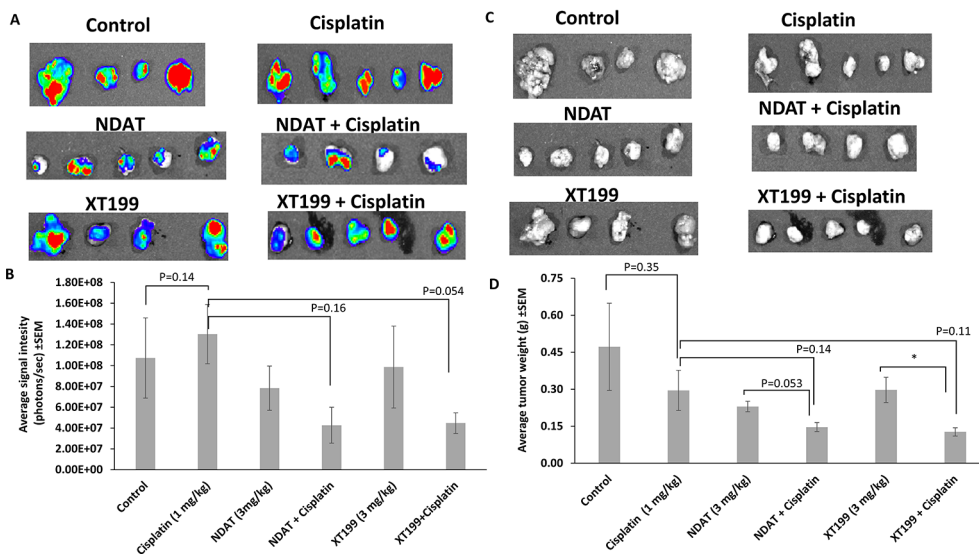 A
Control
Cisplatin
NDAT
NDAT + Cisplatin
XT199
XT199 + Cisplatin
B
Average signal intesity
(photons/sec) ±SEM
1.80E+08
1.60E+08
1.40E+08
1.20E+08
1.00E+08
8.00E+07
6.00E+07
4.00E+07
2.00E+07
0.00E+00
P=0.14
P=0.054
P=0.16
Control
Cisplatin (1 mg/kg)
NDAT (3mg/kg)
NDAT + Cisplatin
XT199 (3 mg/kg)
XT199+Cisplatin
C
Control
Cisplatin
NDAT
NDAT + Cisplatin
XT199
XT199 + Cisplatin
D
Average tumor weight (g) ±SEM
0.75
0.60
0.45
0.30
0.15
0.00
P=0.35
P=0.11
P=0.14
*
P=0.053
Control
Cisplatin (1 mg/kg)
NDAT (3 mg/kg)
NDAT + Cisplatin
XT199 (3 mg/kg)
XT199 + Cisplatin